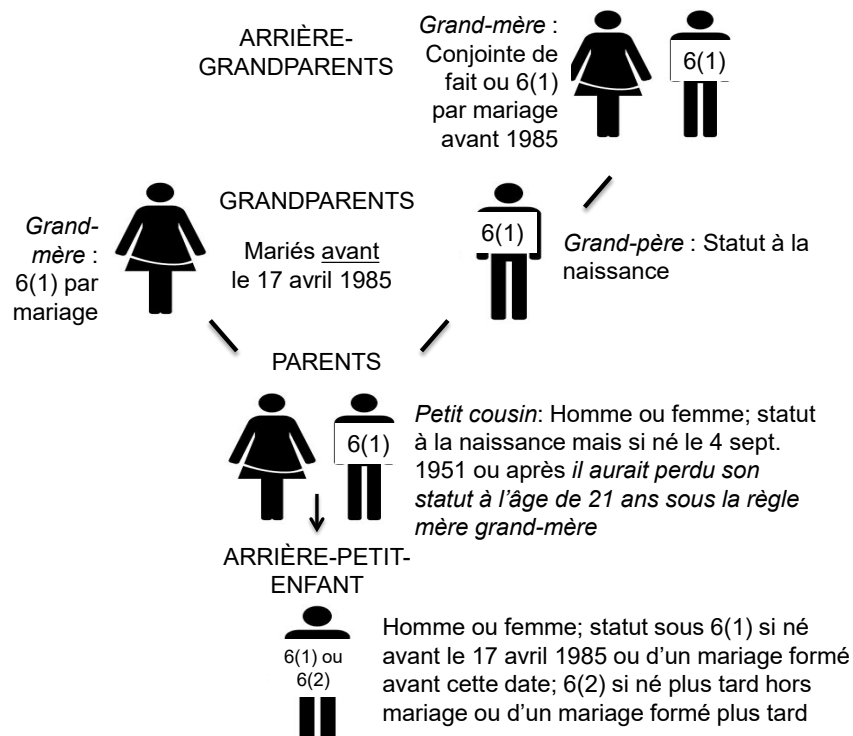 ARRIÈRE-
GRANDPARENTS
Grand-mère :
Conjointe de
fait ou 6(1)
par mariage
avant 1985
6(1)
Grand-
mère :
6(1) par
mariage
GRANDPARENTS
Mariés avant
le 17 avril 1985
6(1)
Grand-père : Statut à la
naissance
PARENTS
6(1)
Petit cousin: Homme ou femme; statut
à la naissance mais si né le 4 sept.
1951 ou après il aurait perdu son
statut à l’âge de 21 ans sous la règle
mère grand-mère
ARRIÈRE-PETIT-
ENFANT
6(1) ou
6(2)
Homme ou femme; statut sous 6(1) si né
avant le 17 avril 1985 ou d’un mariage formé
avant cette date; 6(2) si né plus tard hors
mariage ou d’un mariage formé plus tard